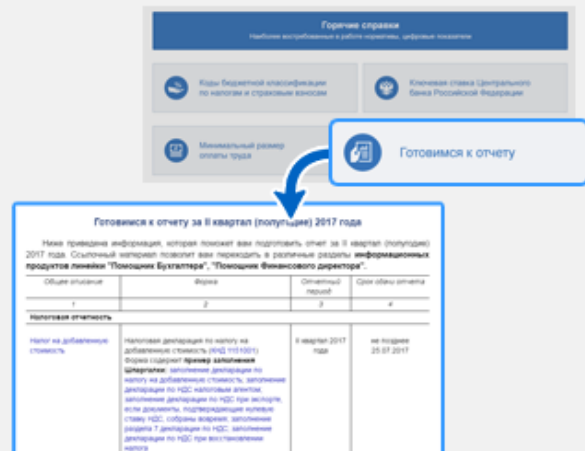 Горячие справки
Наиболее востребованные в работе нормативы, цифровые показатели
Коды бюджетной классификации
по налогам и страховым взносам
Ключевая ставка Центрального
банка Российской Федерации
Минимальный размер
оплаты труда
Готовимся к отчету
Готовимся к отчету за II квартал (полугодие) 2017 года
Ниже приведена информация, которая поможет вам подготовить отчет за II квартал (полугодие)
2017 года. Ссылочный материал позволит вам переходить в различные разделы информационных
продуктов линейки "Помощник Бухгалтера", "Помощник Финансового директора".
Общее описание
Форма
Отчетный
период
Срок сдачи отчета
1
2
3
4
Налоговая отчетность
Налог на добавленную
стоимость
Налоговая декларация по налогу на
добавленную стоимость (КНД 1151001)
Форма содержит пример заполнения
Шпаргалки: заполнение декларации по
налогу на добавленную стоимость; заполнение
декларации по НДС налоговым агентом;
заполнение декларации по НДС при экспорте,
если документы, подтверждающие нулевую
ставку НДС, собраны вовремя; заполнение
раздела 7 декларации по НДС; заполнение
декларации по НДС при восстановлении
налога
II квартал 2017
года
не позднее
25.07.2017